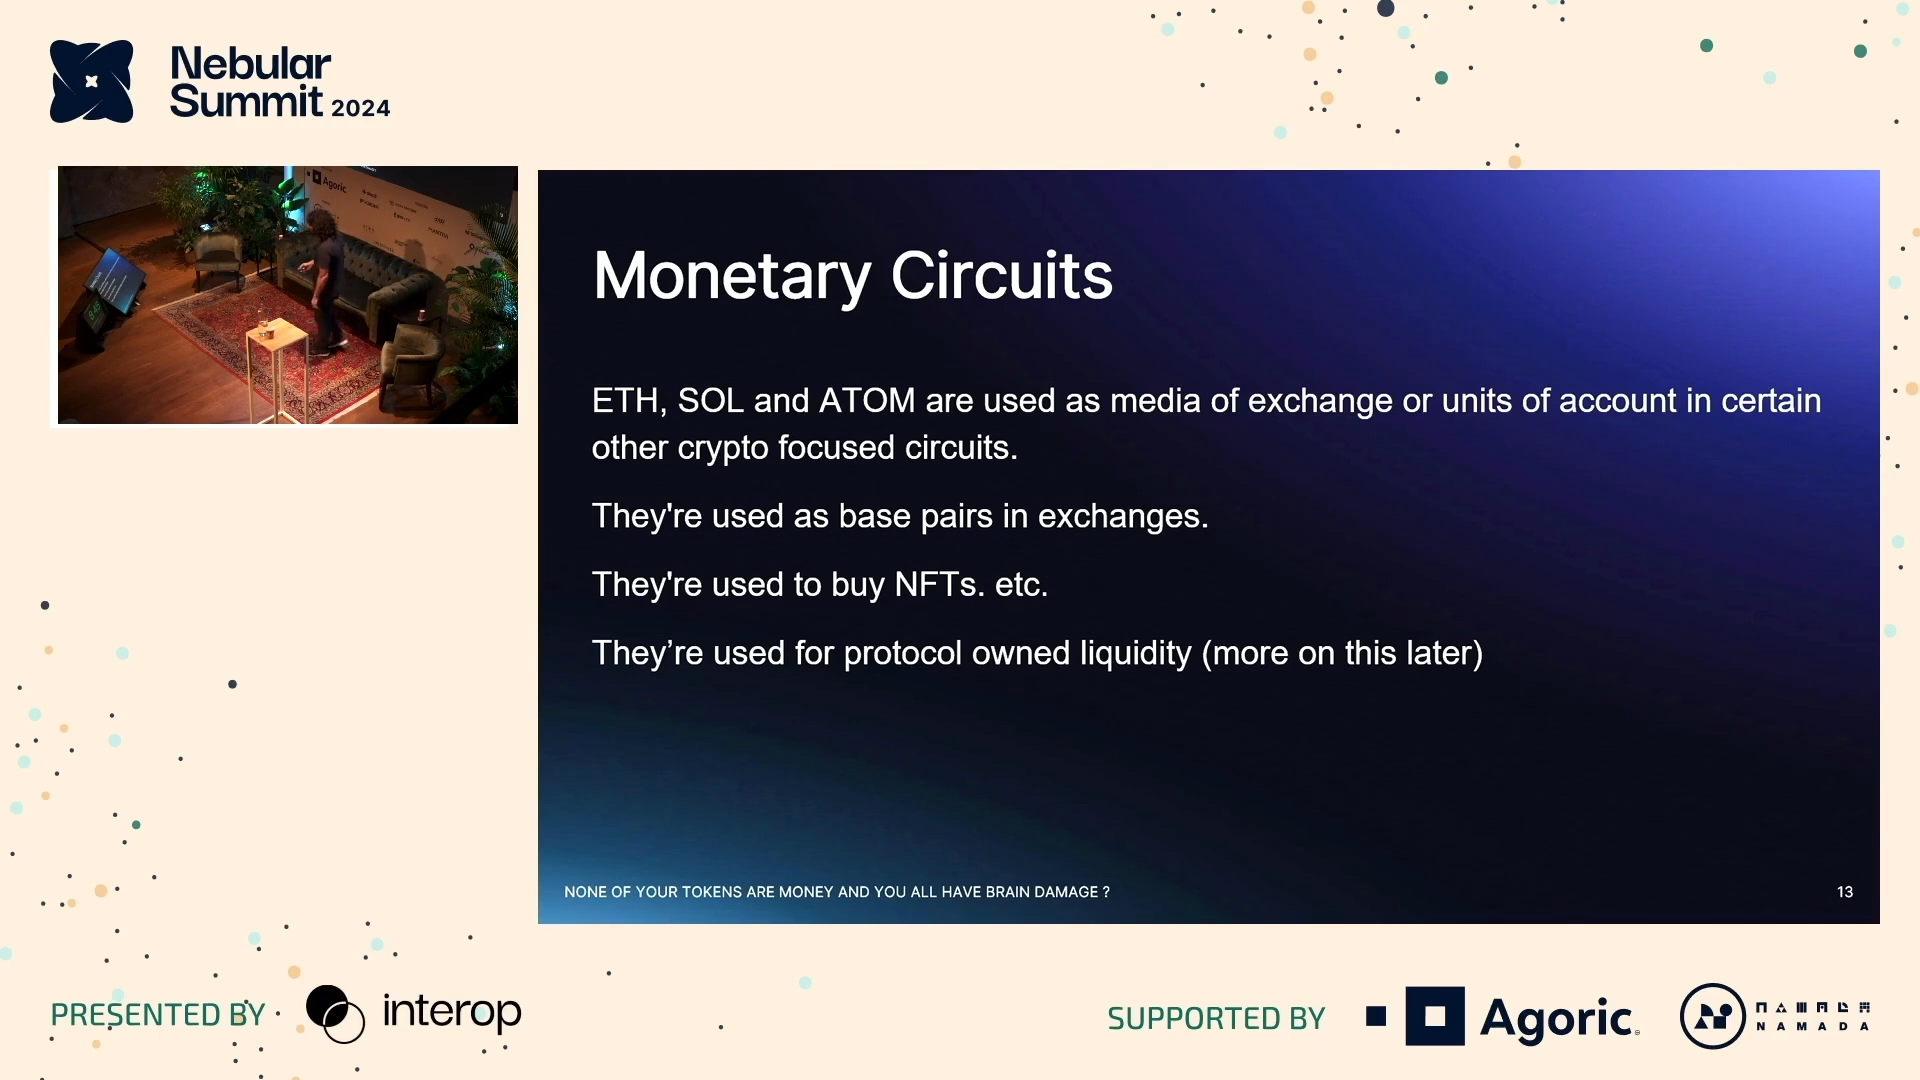 Nebular
Summit 2024
Agoric
Monetary Circuits
ETH, SOL and ATOM are used as media of exchange or units of account in certain
other crypto focused circuits.
They're used as base pairs in exchanges.
They're used to buy NFTs. etc.
They’re used for protocol owned liquidity (more on this later)
NONE OF YOUR TOKENS ARE MONEY AND YOU ALL HAVE BRAIN DAMAGE ?
13
PRESENTED BY
interop
SUPPORTED BY
Agoric
NAMADA